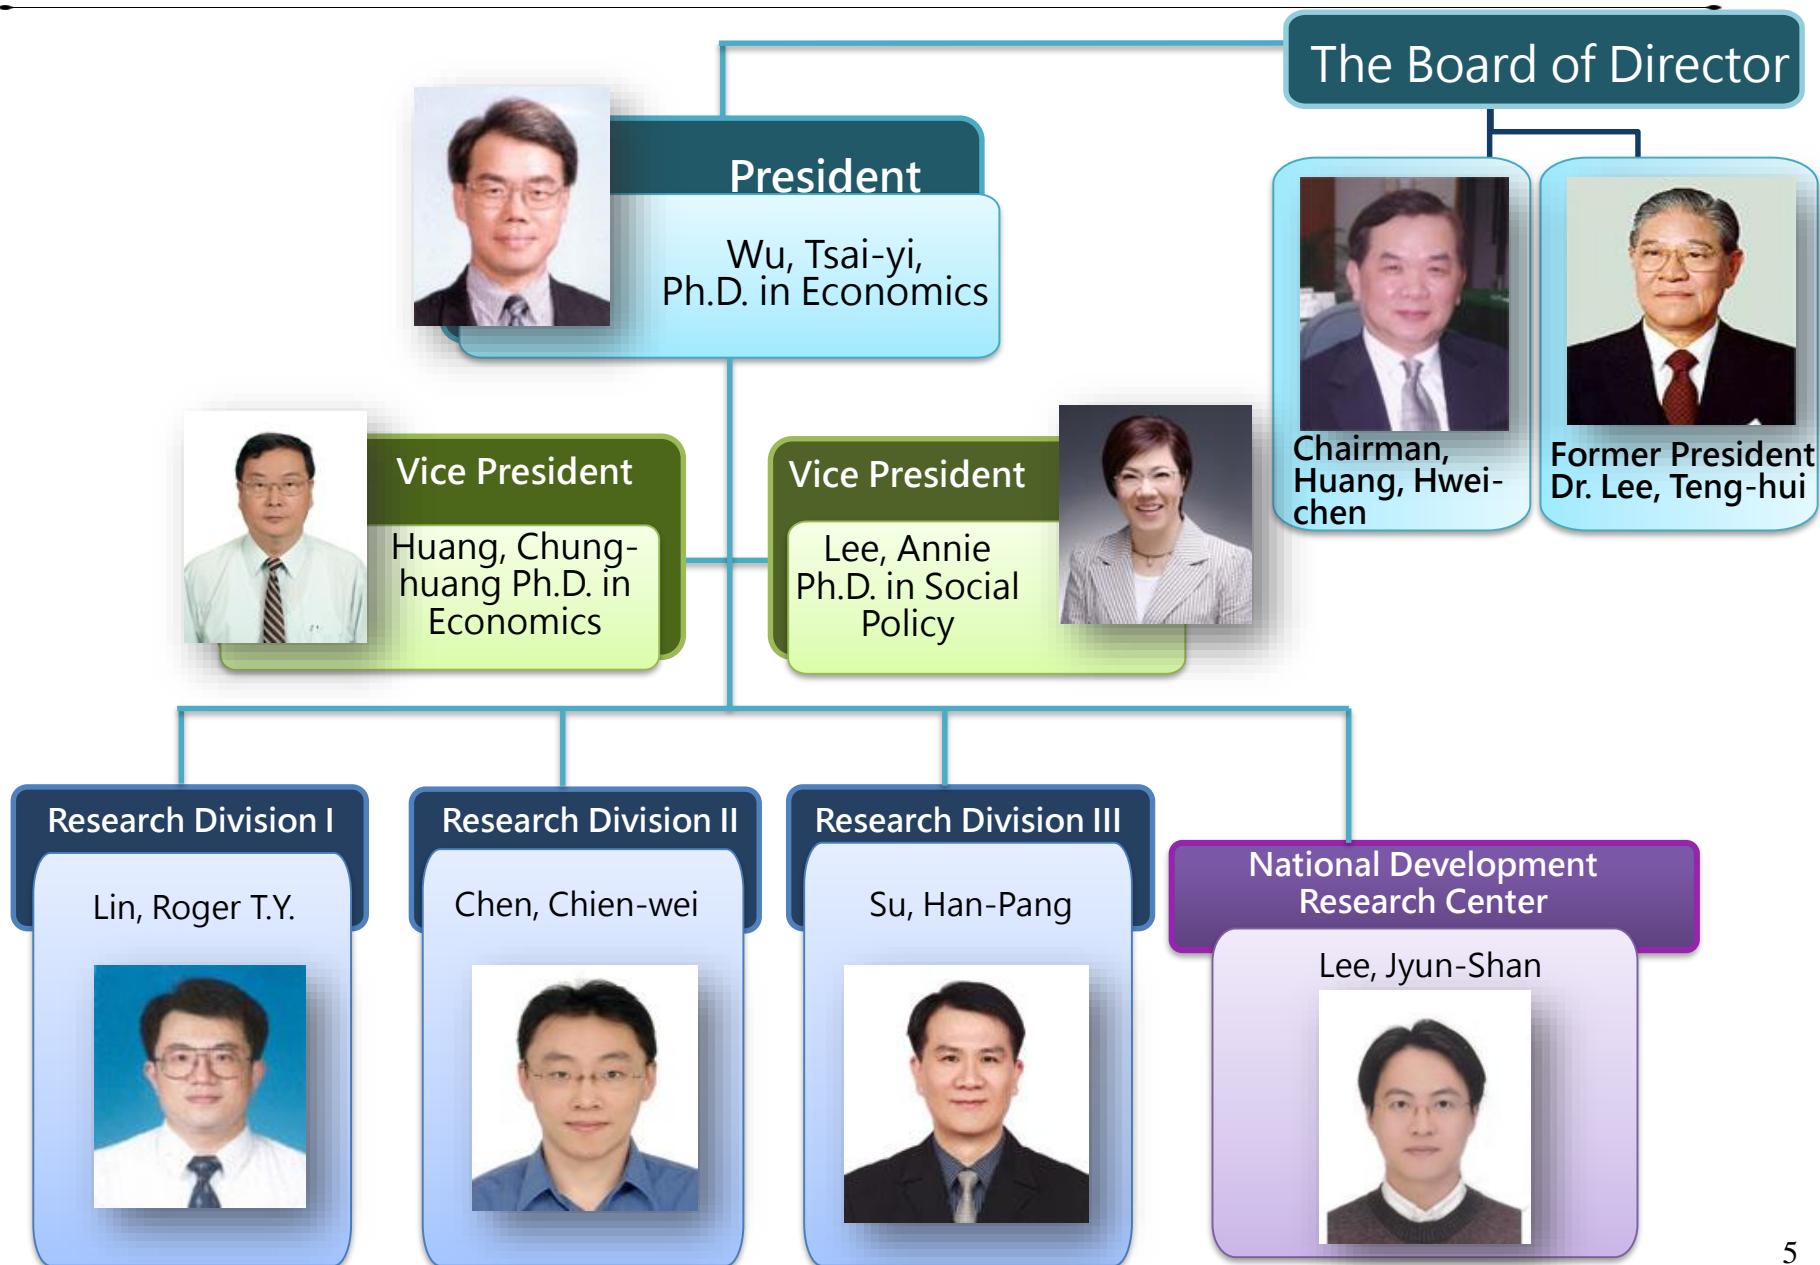 The Board of Director
President
Wu, Tsai-yi,
Ph.D. in Economics
Chairman,
Huang, Hwei-
chen
Former President
Dr. Lee, Teng-hui
Vice President
Huang, Chung-
huang Ph.D. in
Economics
Vice President
Lee, Annie
Ph.D. in Social
Policy
Research Division I
Lin, Roger T.Y.
Research Division II
Chen, Chien-wei
Research Division III
Su, Han-Pang
National Development
Research Center
Lee, Jyun-Shan
5